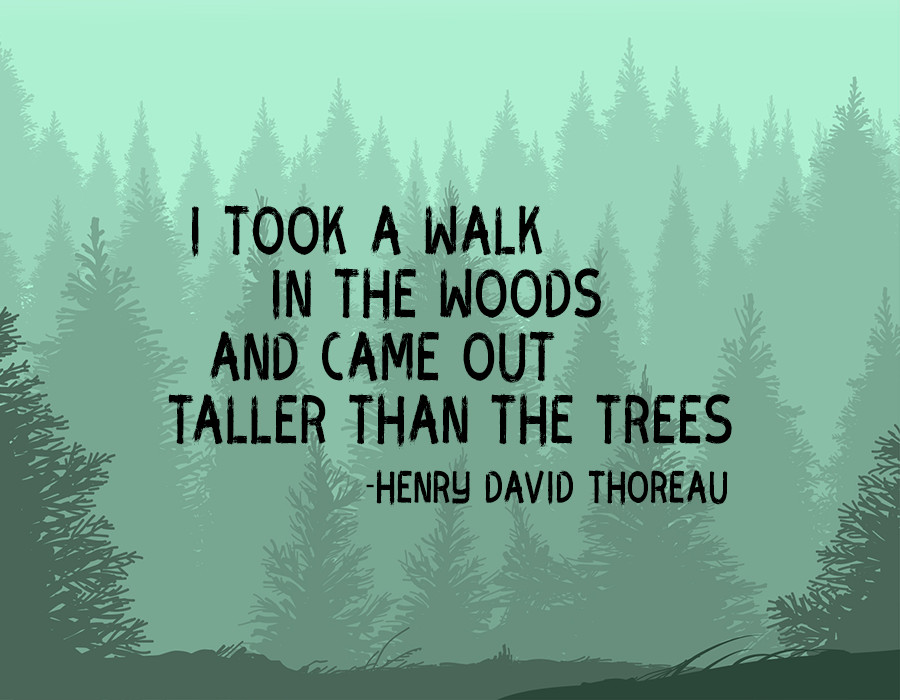 I TOOK A WALK
IN THE WOODS
AND CAME OUT
TALLER THAN THE TREES
-HENRY DAVID THOREAU